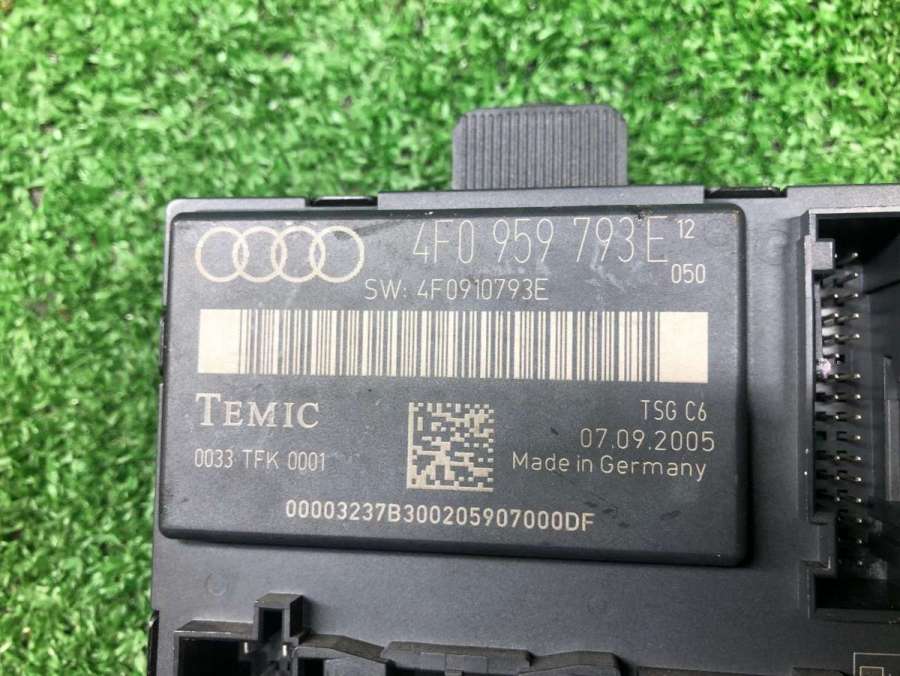 4F0 959 793E 12
050
SW: 4F0910793E
TEMIC
TSG C6
07.09.2005
0033 TFK 0001
Made in Germany
00003237B300205907000DF